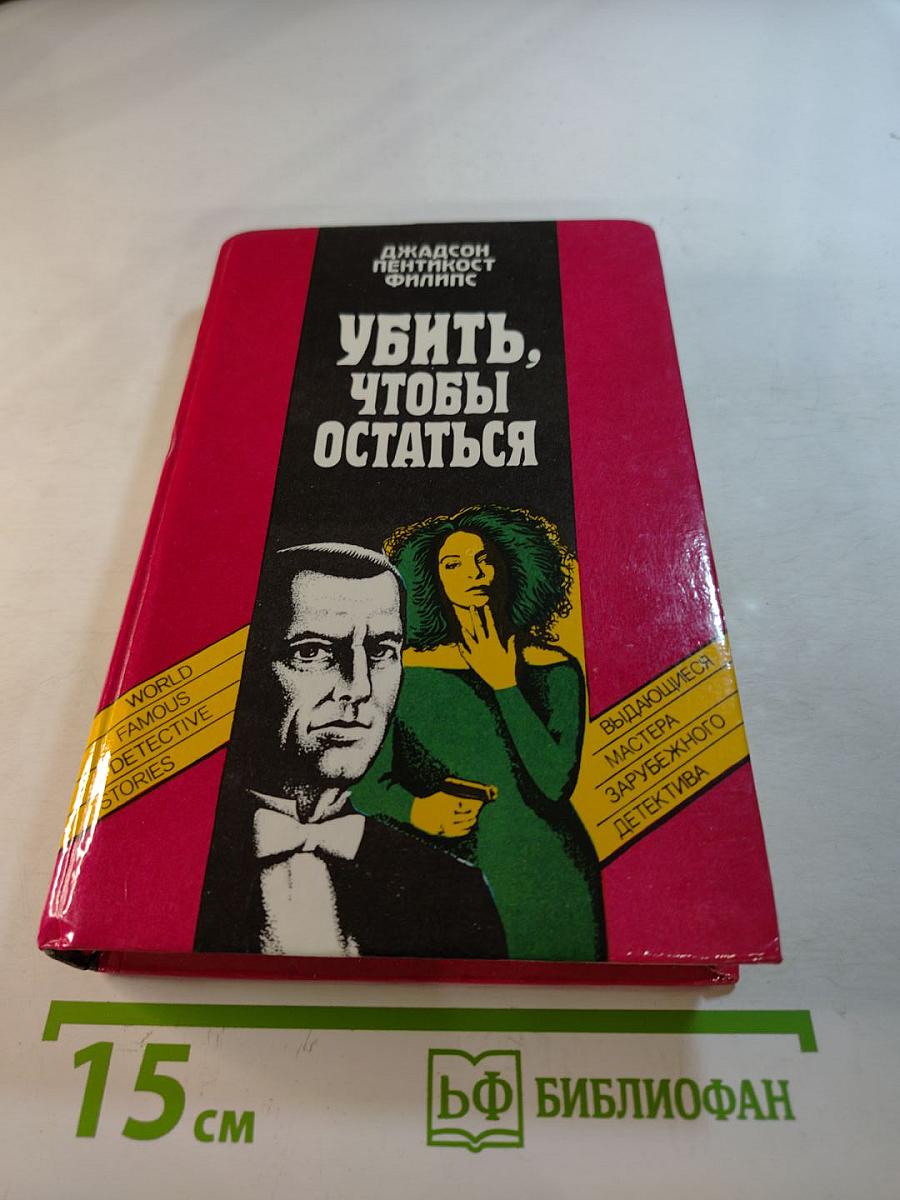 ДЖАДСОН
ПЕНТИКОСТ
ФИЛИПС
УБИТЬ,
ЧТОБЫ
ОСТАТЬСЯ
WORLD
FAMOUS
DETECTIVE
STORIES
ВЫДАЮЩИЕСЯ
МАСТЕРА
ЗАРУБЕЖНОГО
ДЕТЕКТИВА
15 см
ЬФ БИБЛИОФАН